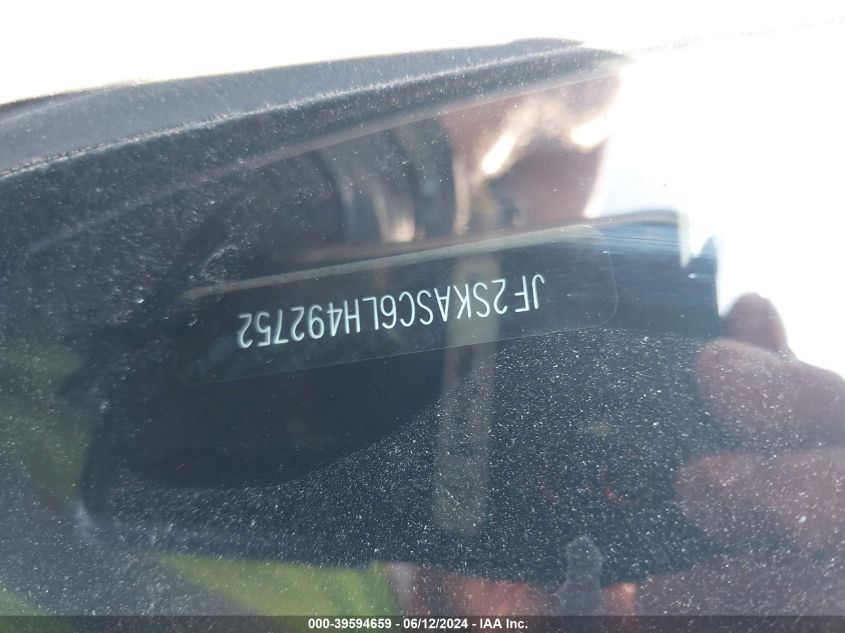 JF2SKASC6LH492752
000-39594659 - 06/12/2024 - IAA Inc.